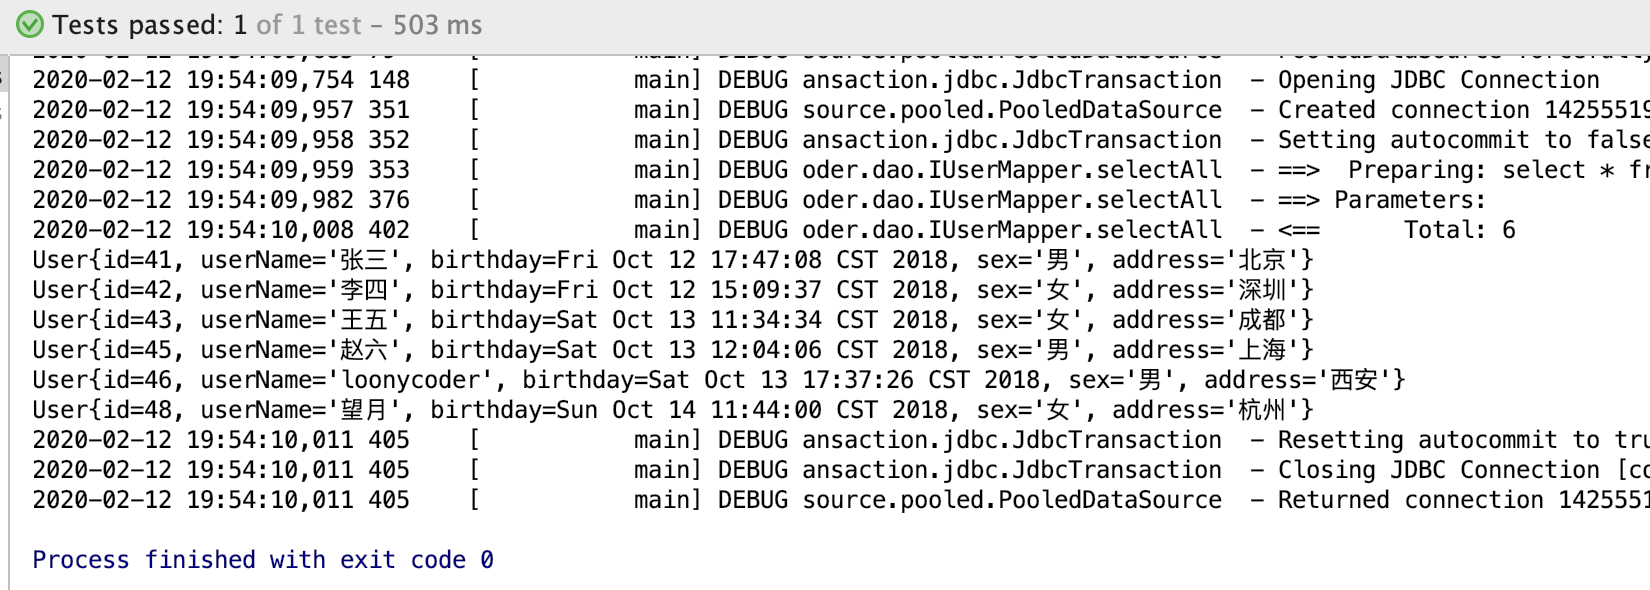 Tests passed: 1 of 1 test – 503 ms
2020-02-12 19:54:09,754 148    [           main] DEBUG ansaction.jdbc.JdbcTransaction  - Opening JDBC Connection
2020-02-12 19:54:09,957 351    [           main] DEBUG source.pooled.PooledDataSource  - Created connection 14255519
2020-02-12 19:54:09,958 352    [           main] DEBUG ansaction.jdbc.JdbcTransaction  - Setting autocommit to false
2020-02-12 19:54:09,959 353    [           main] DEBUG oder.dao.IUserMapper.selectAll  - ==>  Preparing: select * fr
2020-02-12 19:54:09,982 376    [           main] DEBUG oder.dao.IUserMapper.selectAll  - ==> Parameters:
2020-02-12 19:54:10,008 402    [           main] DEBUG oder.dao.IUserMapper.selectAll  - <==      Total: 6
User{id=41, userName='张三', birthday=Fri Oct 12 17:47:08 CST 2018, sex='男', address='北京'}
User{id=42, userName='李四', birthday=Fri Oct 12 15:09:37 CST 2018, sex='女', address='深圳'}
User{id=43, userName='王五', birthday=Sat Oct 13 11:34:34 CST 2018, sex='女', address='成都'}
User{id=45, userName='赵六', birthday=Sat Oct 13 12:04:06 CST 2018, sex='男', address='上海'}
User{id=46, userName='loonycoder', birthday=Sat Oct 13 17:37:26 CST 2018, sex='男', address='西安'}
User{id=48, userName='望月', birthday=Sun Oct 14 11:44:00 CST 2018, sex='女', address='杭州'}
2020-02-12 19:54:10,011 405    [           main] DEBUG ansaction.jdbc.JdbcTransaction  - Resetting autocommit to tru
2020-02-12 19:54:10,011 405    [           main] DEBUG ansaction.jdbc.JdbcTransaction  - Closing JDBC Connection [co
2020-02-12 19:54:10,011 405    [           main] DEBUG source.pooled.PooledDataSource  - Returned connection 1425551
Process finished with exit code 0